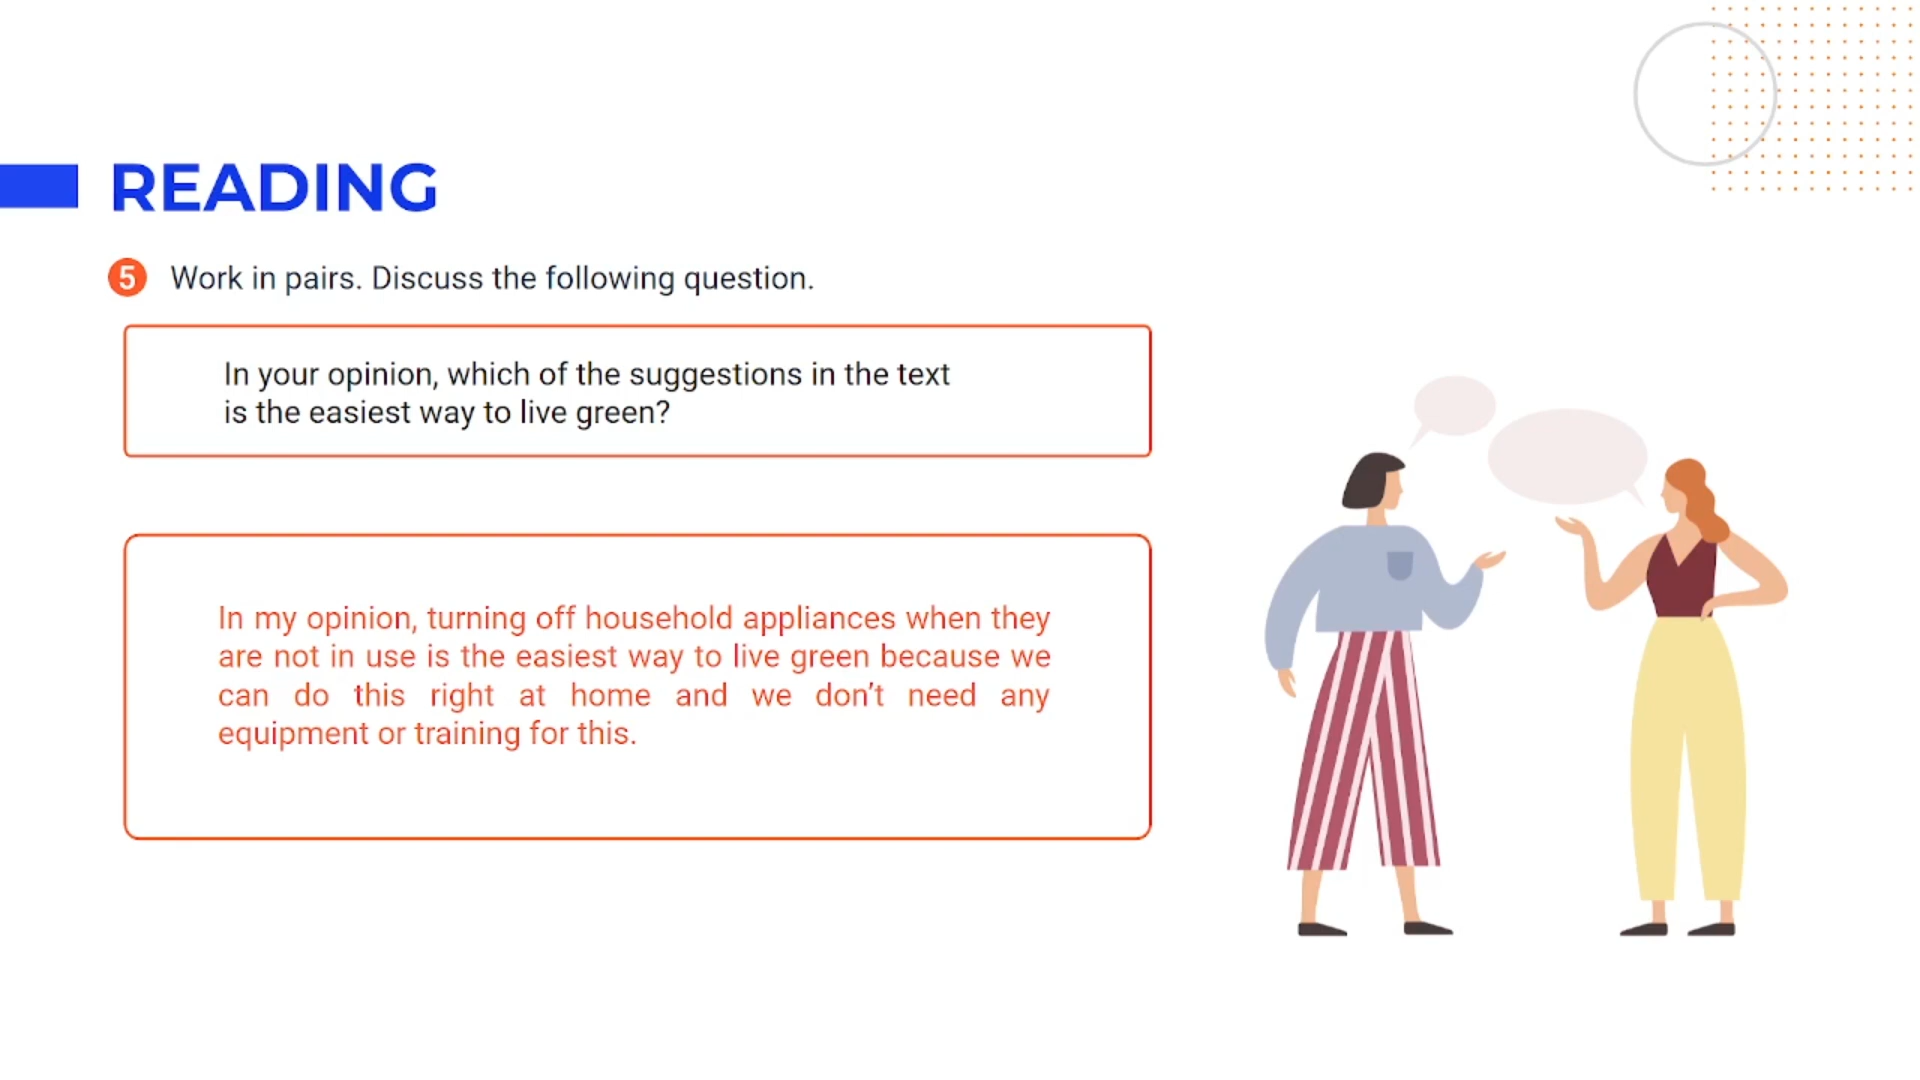 READING
5 Work in pairs. Discuss the following question.
In your opinion, which of the suggestions in the text
is the easiest way to live green?
In my opinion, turning off household appliances when they
are not in use is the easiest way to live green because we
can do this right at home and we don’t need any
equipment or training for this.